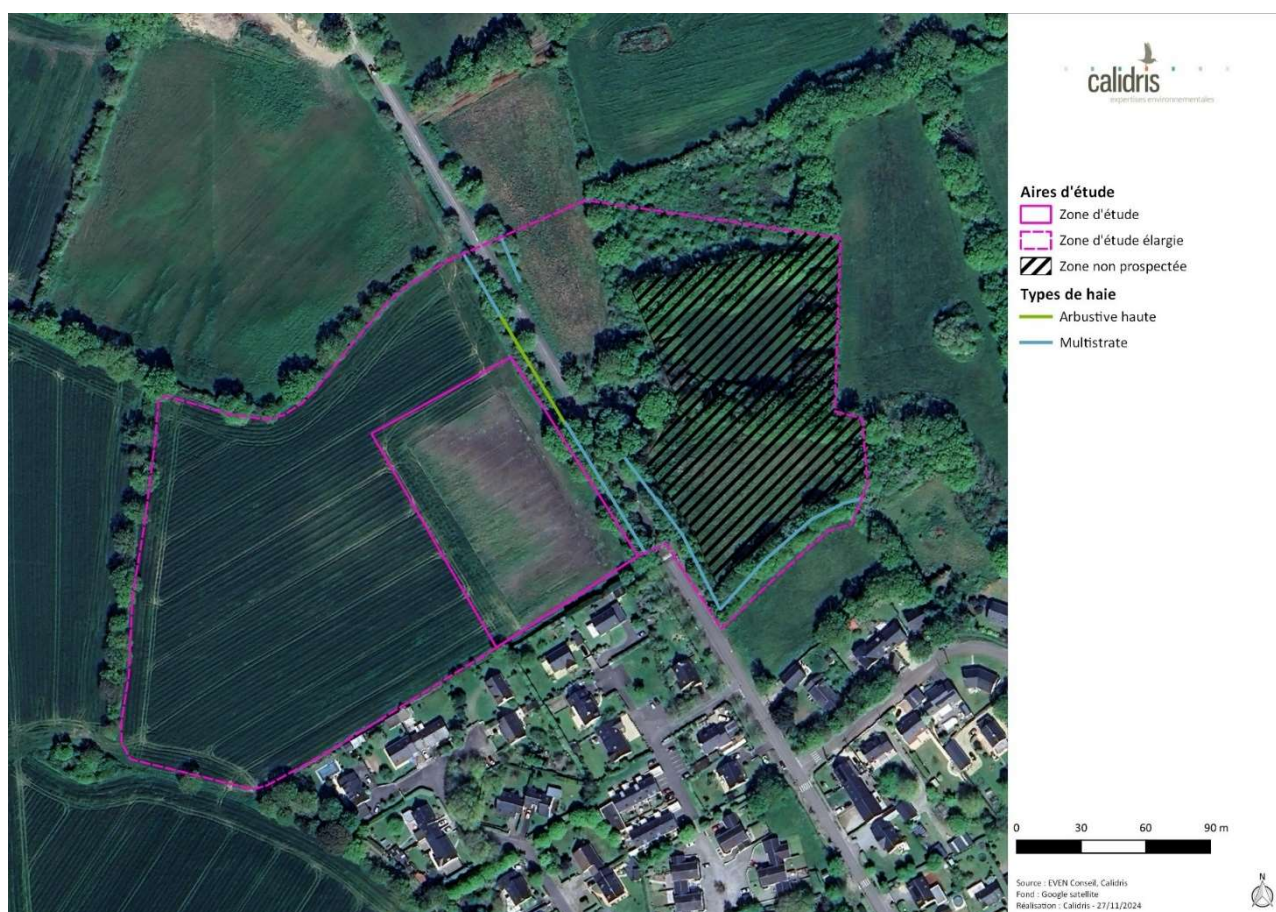 calidris
expertises environnementales
Aires d'étude
Zone d'étude
Zone d'étude élargie
Zone non prospectée
Types de haie
Arbustive haute
Multistrate
0 30 60 90 m
Source : EVEN Conseil, Calidris
Fond : Google satellite
Réalisation : Calidris - 27/11/2024
N